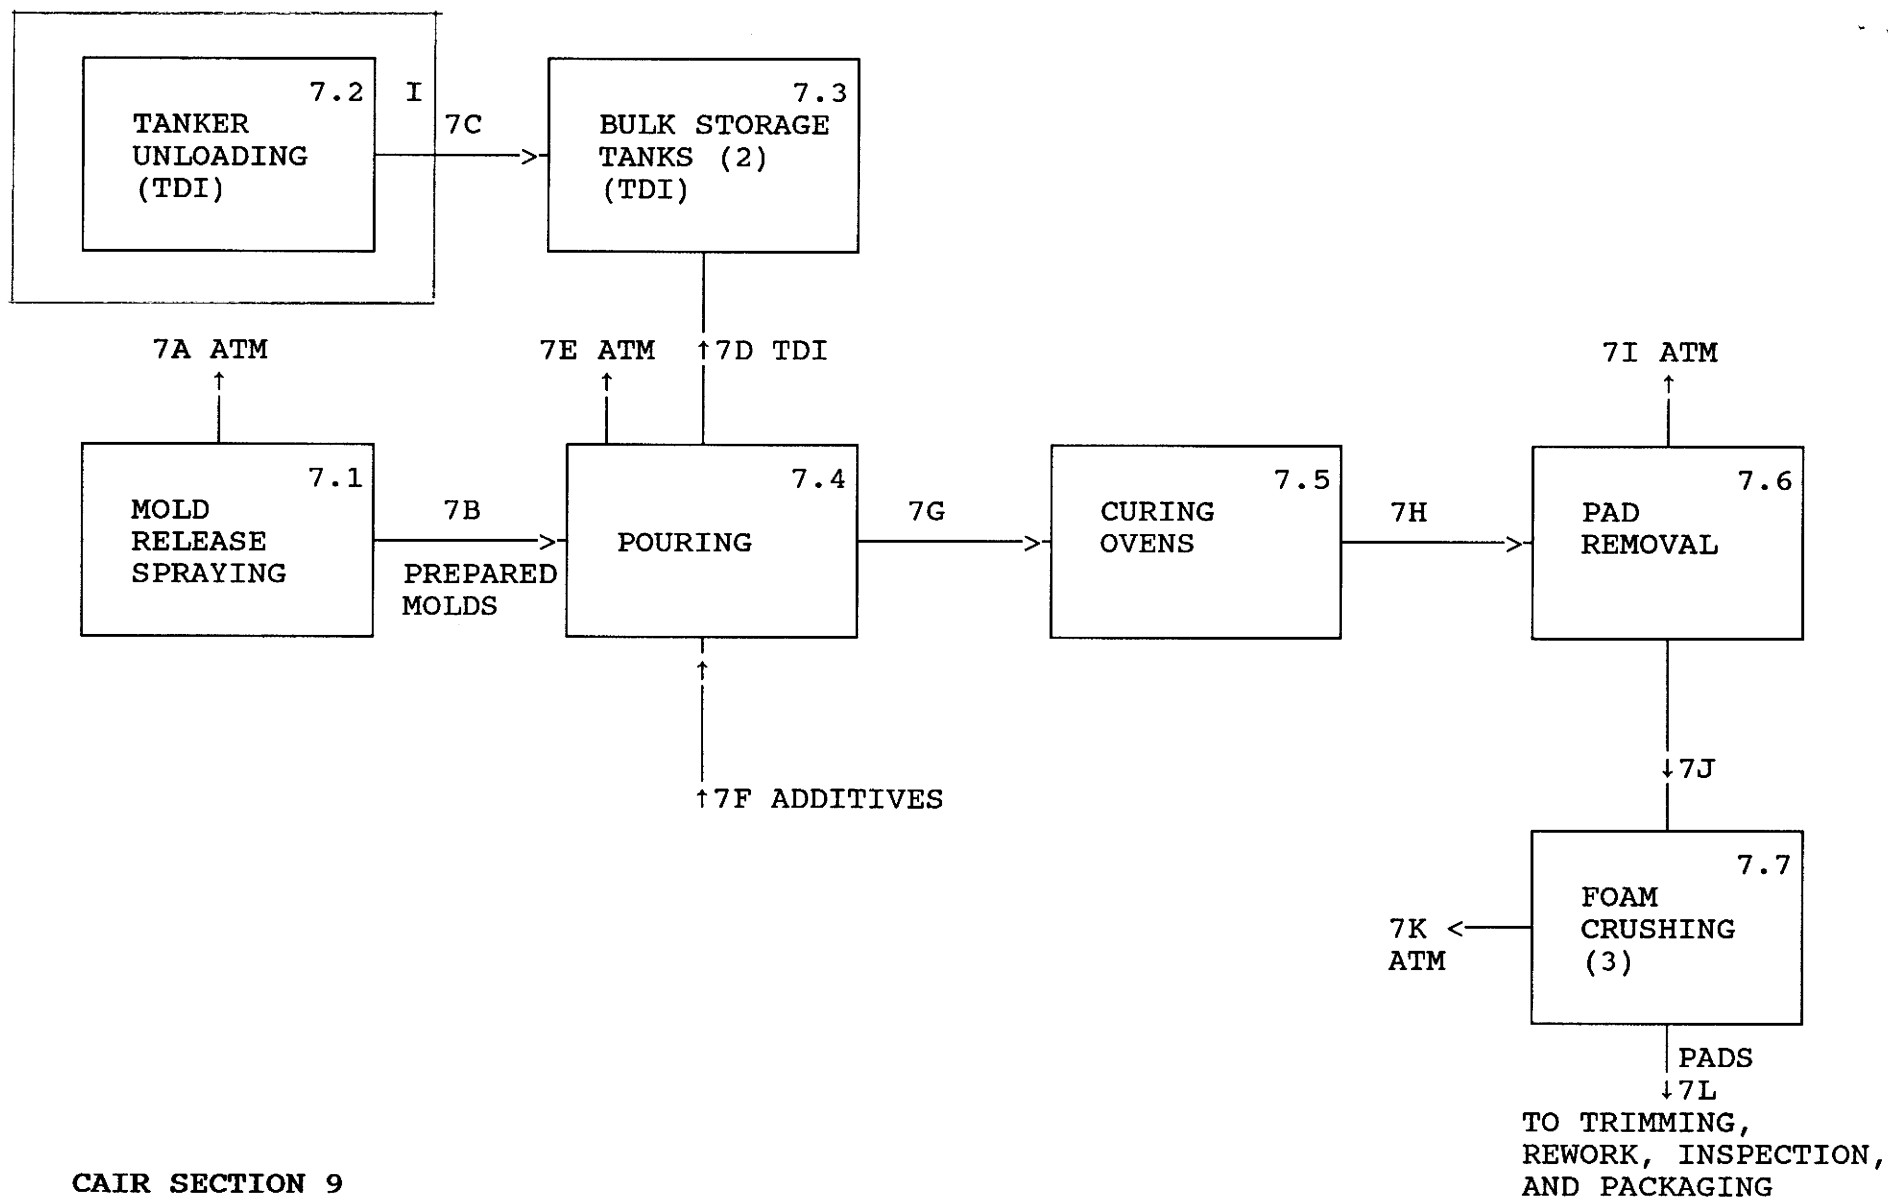 7.2
I
TANKER
UNLOADING
(TDI)
7C
7.3
BULK STORAGE
TANKS (2)
(TDI)
7A ATM
↑
7E ATM
↑
↑7D TDI
7I ATM
↑
7.1
MOLD
RELEASE
SPRAYING
7B
PREPARED
MOLDS
7.4
POURING
7G
7.5
CURING
OVENS
7H
7.6
PAD
REMOVAL
↑
↑7F ADDITIVES
↓7J
7.7
FOAM
CRUSHING
(3)
7K <
ATM
PADS
↓7L
TO TRIMMING,
REWORK, INSPECTION,
AND PACKAGING
CAIR SECTION 9